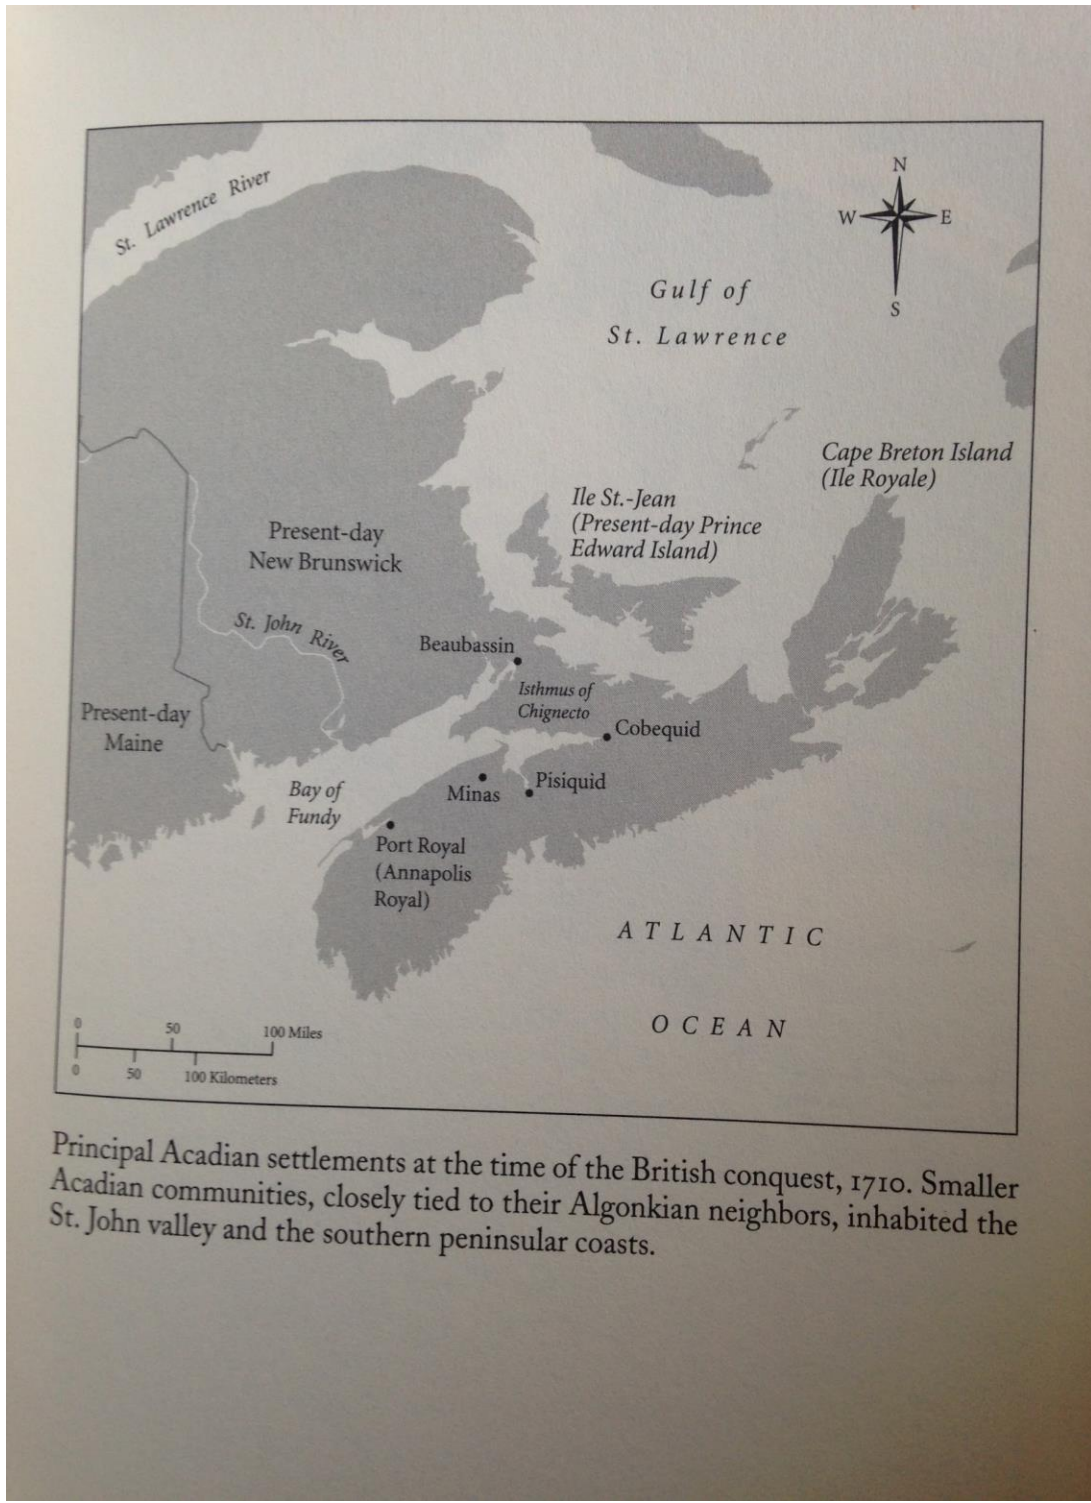 St. Lawrence River
N
W E
S
Gulf of
St. Lawrence
Cape Breton Island
(Ile Royale)
Ile St.-Jean
(Present-day Prince
Edward Island)
Present-day
New Brunswick
St. John River
Beaubassin
Isthmus of
Chignecto
Cobequid
Present-day
Maine
Pisiquid
Minas
Bay of
Fundy
Port Royal
(Annapolis
Royal)
ATLANTIC
OCEAN
0 50 100 Miles
0 50 100 Kilometers
Principal Acadian settlements at the time of the British conquest, 1710. Smaller
Acadian communities, closely tied to their Algonkian neighbors, inhabited the
St. John valley and the southern peninsular coasts.